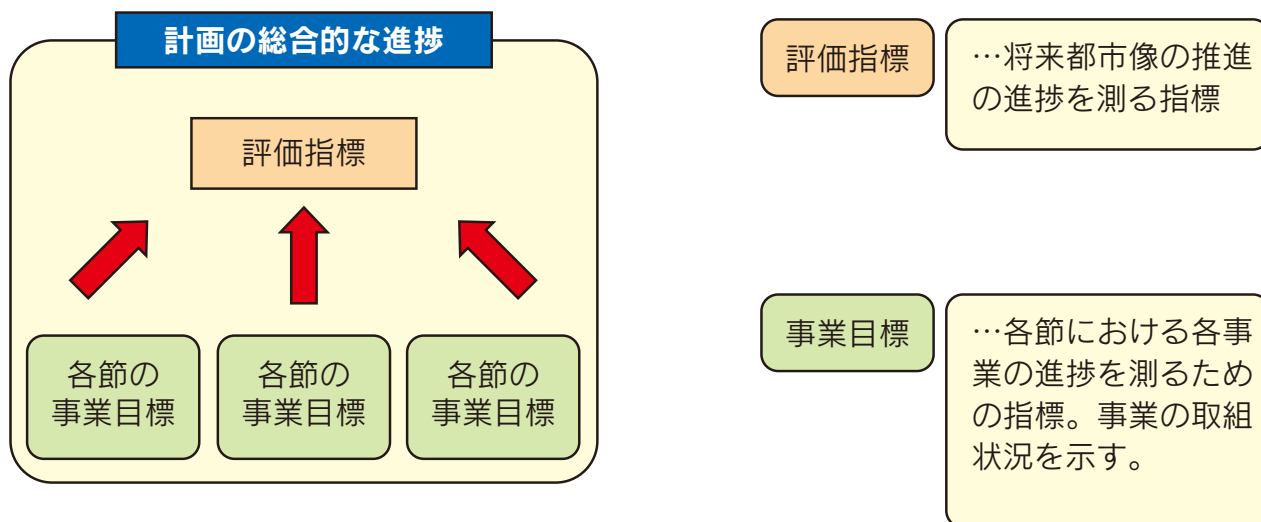 計画の総合的な進捗
評価指標
各節の
事業目標
各節の
事業目標
各節の
事業目標
評価指標
…将来都市像の推進
の進捗を測る指標
事業目標
…各節における各事
業の進捗を測るため
の指標。事業の取組
状況を示す。